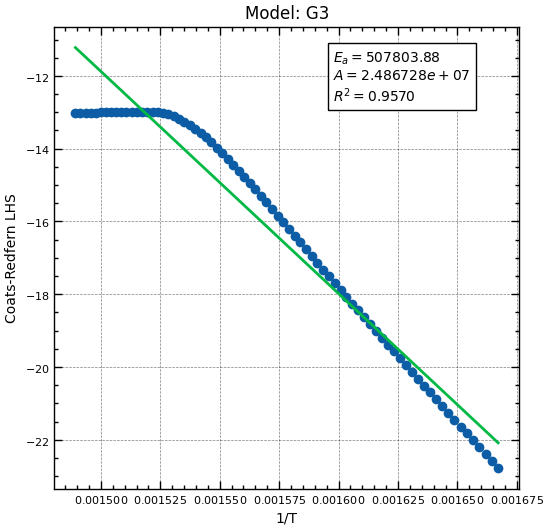 Model: G3
E_a = 507803.88
A = 2.486728e + 07
R^2 = 0.9570
Coats-Redfern LHS
−12
−14
−16
−18
−20
−22
0.001500 0.001525 0.001550 0.001575 0.001600 0.001625 0.001650 0.001675
1/T